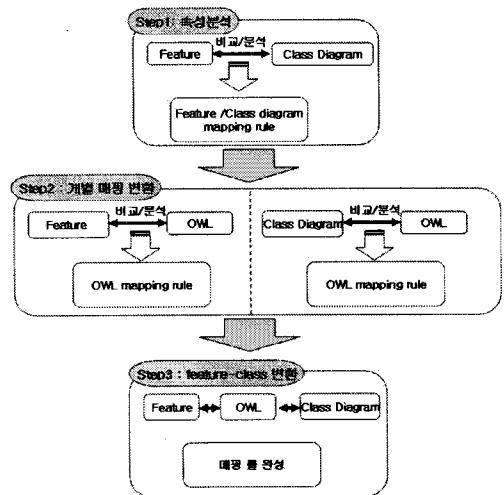 Step1: 속성분석
비교/분석
Feature
Class Diagram
Feature /Class diagram
mapping rule
Step2 : 개별 매핑 변환
비교/분석
Feature
OWL
OWL mapping rule
비교/분석
Class Diagram
OWL
OWL mapping rule
Step3 : feature-class 변환
Feature
OWL
Class Diagram
매핑 룰 완성